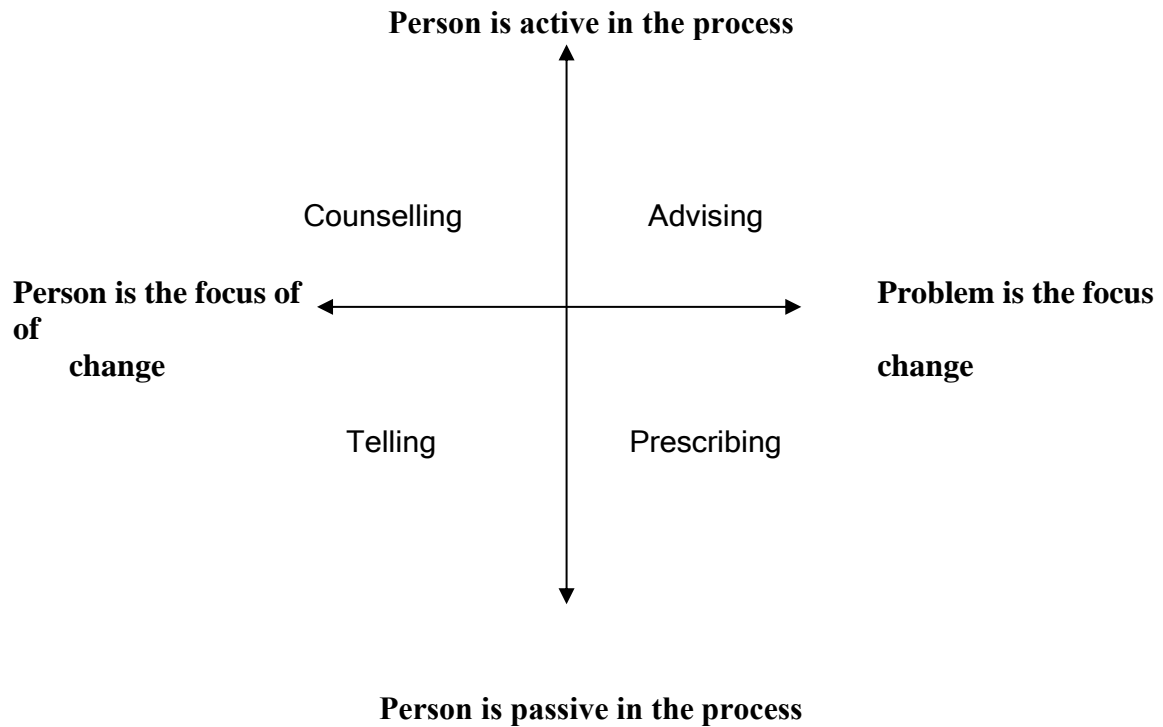 Person is active in the process
Counselling
Advising
Person is the focus of
of
change
Problem is the focus
change
Telling
Prescribing
Person is passive in the process